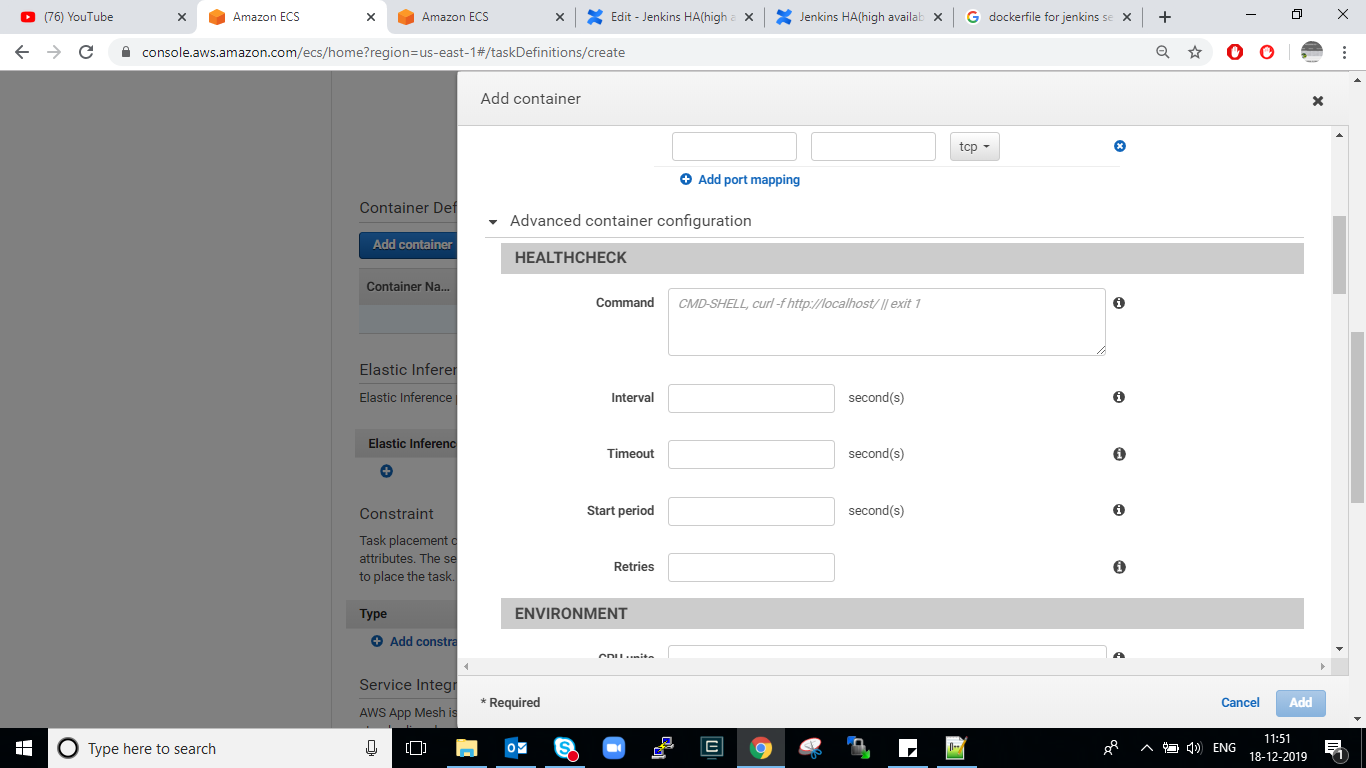 (76) YouTube
Amazon ECS
Amazon ECS
Edit - Jenkins HA(high a
Jenkins HA(high availab
dockerfile for jenkins se
console.aws.amazon.com/ecs/home?region=us-east-1#/taskDefinitions/create
Add container
tcp
Add port mapping
Advanced container configuration
HEALTHCHECK
Command
CMD-SHELL, curl -f http://localhost/ || exit 1
Interval
second(s)
Timeout
second(s)
Start period
second(s)
Retries
ENVIRONMENT
CPU units
* Required
Cancel
Add
Container Def
Add container
Container Na...
Elastic Infere
Elastic Inference
Elastic Inferenc
Constraint
Task placement c
attributes. The se
to place the task.
Type
Add constra
Service Integr
AWS App Mesh is
Type here to search
ENG
11:51
18-12-2019
1